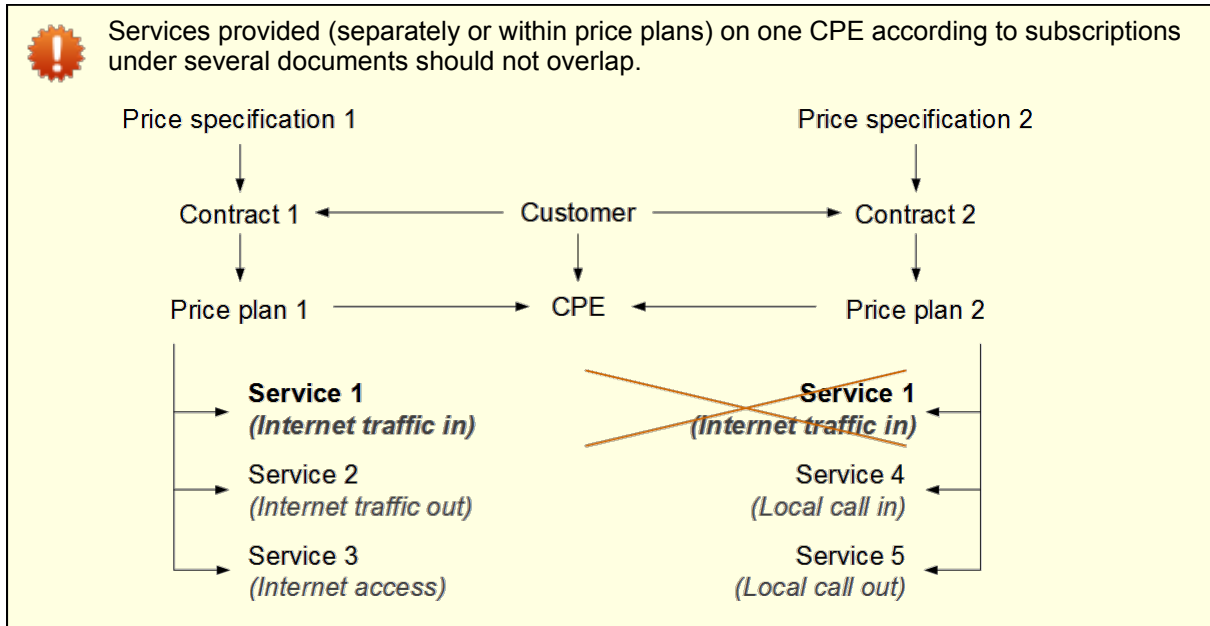 Services provided (separately or within price plans) on one CPE according to subscriptions
under several documents should not overlap.
Price specification 1
Price specification 2
Contract 1
Customer
Contract 2
Price plan 1
CPE
Price plan 2
Service 1
(Internet traffic in)
Service 1
(Internet traffic in)
Service 2
(Internet traffic out)
Service 4
(Local call in)
Service 3
(Internet access)
Service 5
(Local call out)